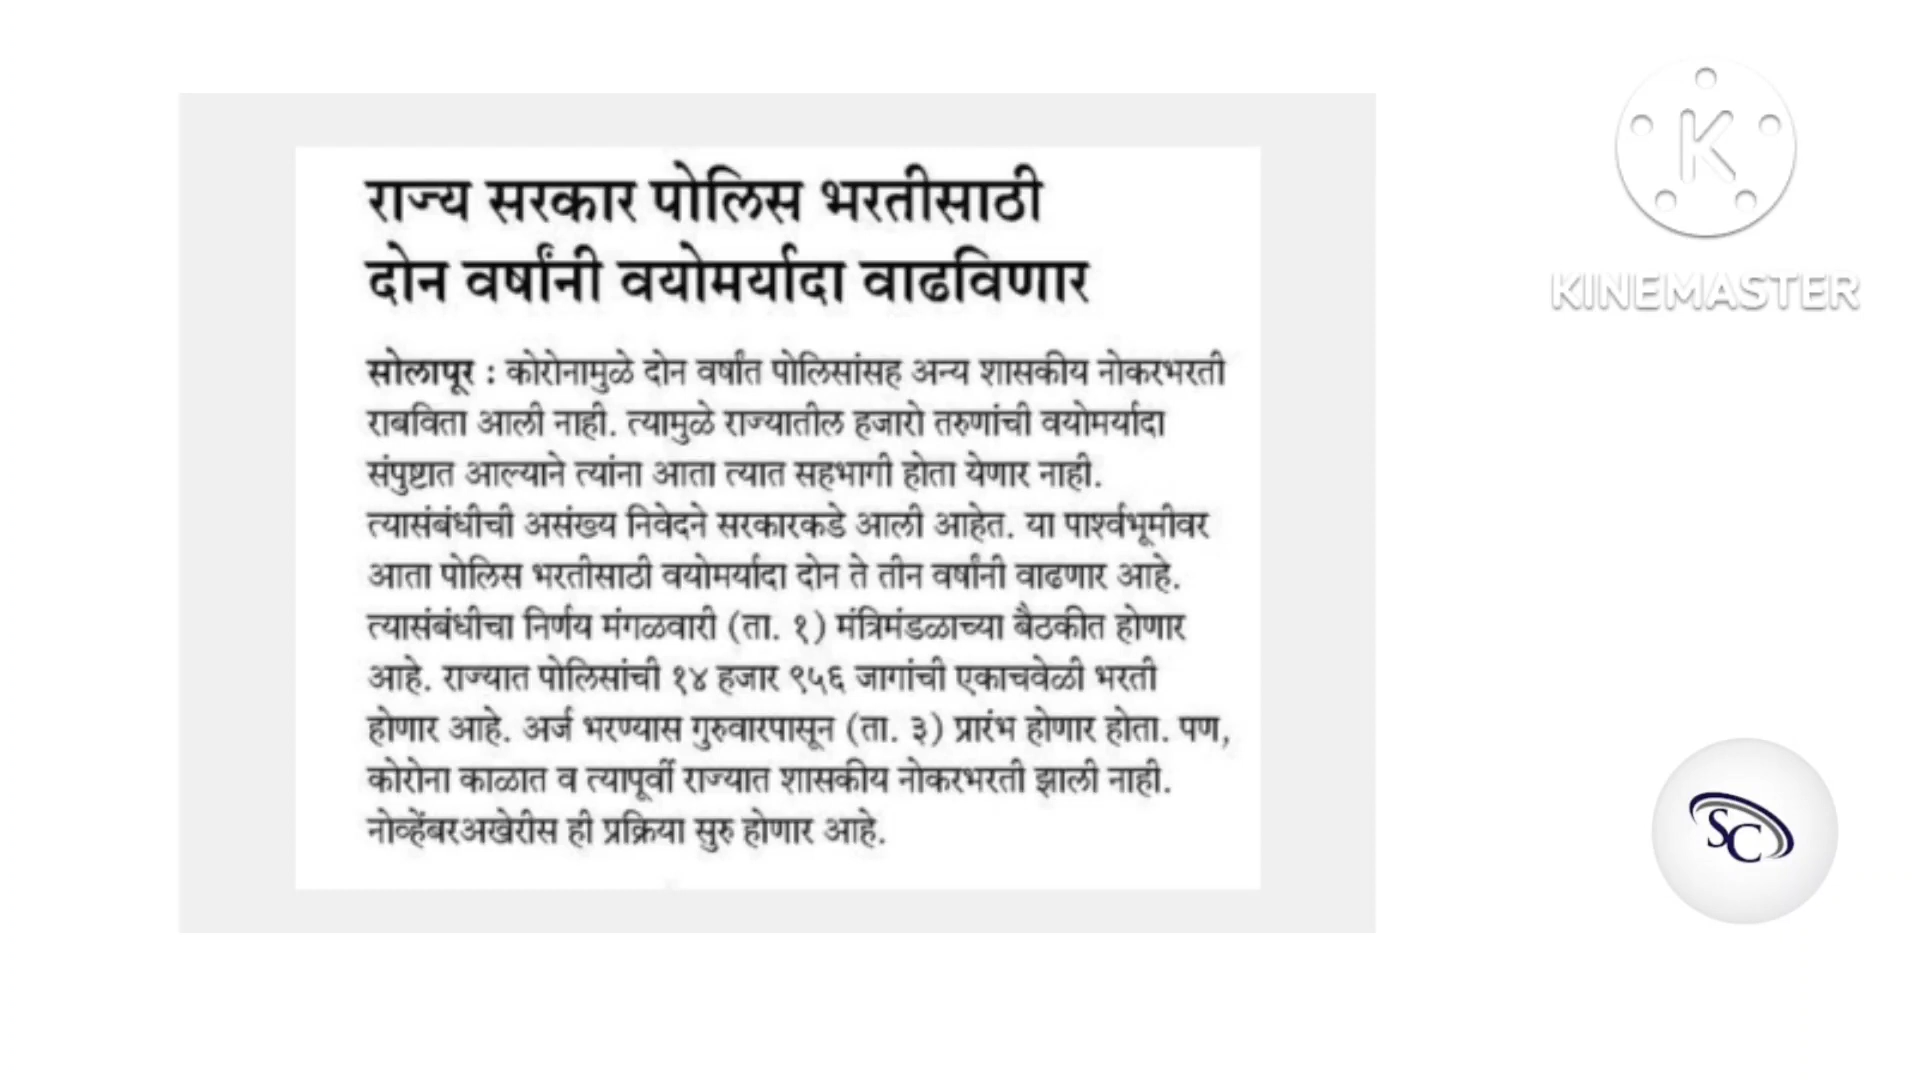 राज्य सरकार पोलिस भरतीसाठी
दोन वर्षांनी वयोमर्यादा वाढविणार
सोलापूर : कोरोनामुळे दोन वर्षांत पोलिसांसह अन्य शासकीय नोकरभरती
राबविता आली नाही. त्यामुळे राज्यातील हजारो तरुणांची वयोमर्यादा
संपुष्टात आल्याने त्यांना आता त्यात सहभागी होता येणार नाही.
त्यासंबंधीची असंख्य निवेदने सरकारकडे आली आहेत. या पार्श्वभूमीवर
आता पोलिस भरतीसाठी वयोमर्यादा दोन ते तीन वर्षांनी वाढणार आहे.
त्यासंबंधीचा निर्णय मंगळवारी (ता. १) मंत्रिमंडळाच्या बैठकीत होणार
आहे. राज्यात पोलिसांची १४ हजार ९५६ जागांची एकाचवेळी भरती
होणार आहे. अर्ज भरण्यास गुरुवारपासून (ता. ३) प्रारंभ होणार होता. पण,
कोरोना काळात व त्यापूर्वी राज्यात शासकीय नोकरभरती झाली नाही.
नोव्हेंबरअखेरीस ही प्रक्रिया सुरु होणार आहे.
K
KINEMASTER
SC